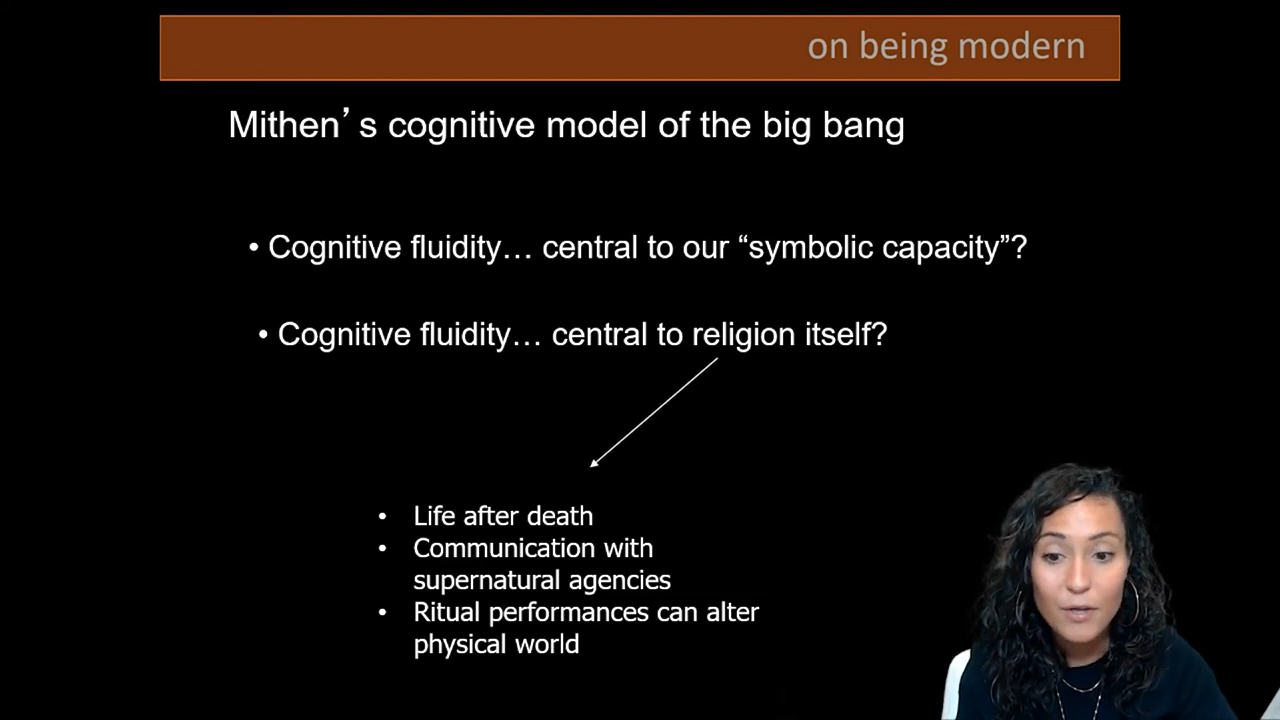 on being modern
Mithen’s cognitive model of the big bang
• Cognitive fluidity… central to our “symbolic capacity”?
• Cognitive fluidity… central to religion itself?
• Life after death
• Communication with
supernatural agencies
• Ritual performances can alter
physical world